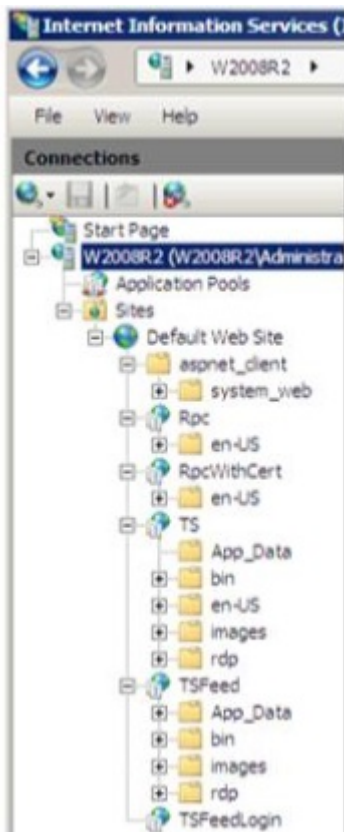 Internet Information Services (
W2008R2
File View Help
Connections
Start Page
W2008R2 (W2008R2\Administra
Application Pools
Sites
Default Web Site
aspnet_client
system_web
Rpc
en-US
RpcWithCert
en-US
TS
App_Data
bin
en-US
images
rdp
TSFeed
App_Data
bin
images
rdp
TSFeedLogin